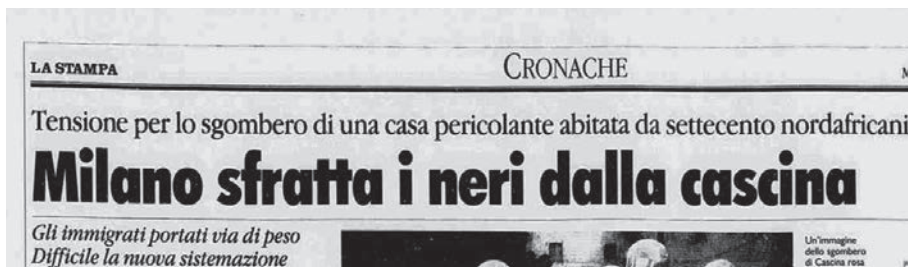 LA STAMPA
CRONACHE
M
Tensione per lo sgombero di una casa pericolante abitata da settecento nordafricani
Milano sfratta i neri dalla cascina
Gli immigrati portati via di peso
Difficile la nuova sistemazione
Un'immagine
dello sgombero
di Cascina rosa